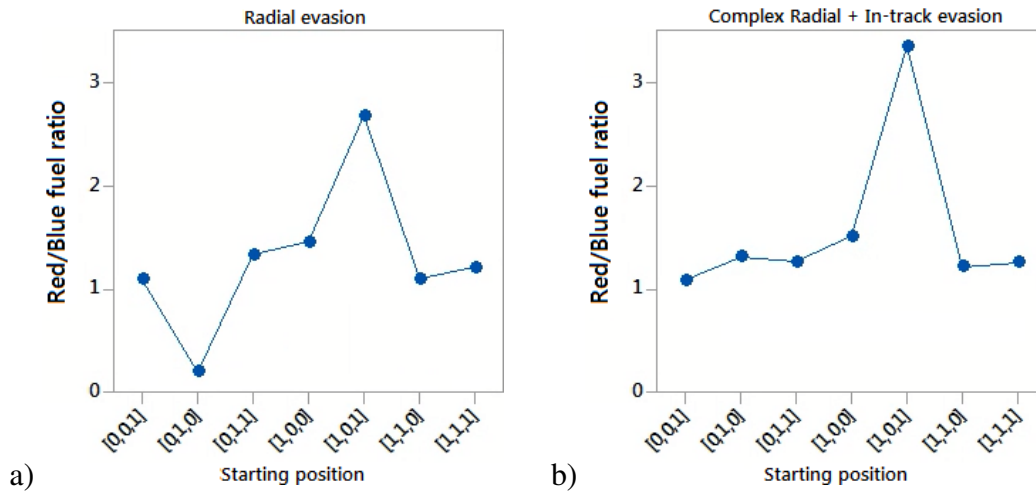 Radial evasion
Red/Blue fuel ratio
3
2
1
0
[0,0,1]
[0,1,0]
[0,1,1]
[1,0,0]
[1,0,1]
[1,1,0]
[1,1,1]
Starting position
a)
Complex Radial + In-track evasion
Red/Blue fuel ratio
3
2
1
0
[0,0,1]
[0,1,0]
[0,1,1]
[1,0,0]
[1,0,1]
[1,1,0]
[1,1,1]
Starting position
b)